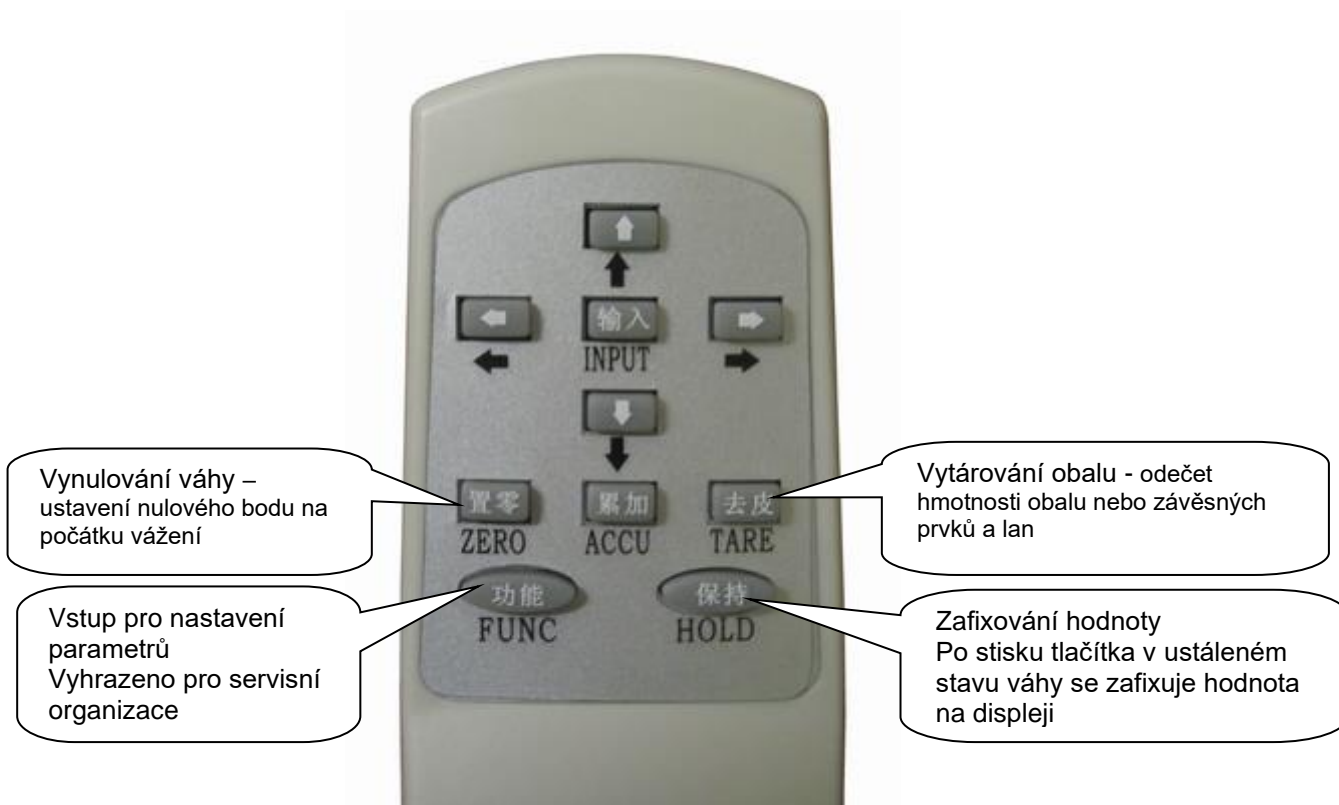 输入
INPUT
Vynulování váhy –
ustavení nulového bodu na
počátku vážení
置零
累加
去皮
ZERO
ACCU
TARE
Vytárování obalu - odečet
hmotnosti obalu nebo závěsných
prvků a lan
Vstup pro nastavení
parametrů
Vyhrazeno pro servisní
organizace
功能
保持
FUNC
HOLD
Zafixování hodnoty
Po stisku tlačítka v ustáleném
stavu váhy se zafixuje hodnota
na displeji